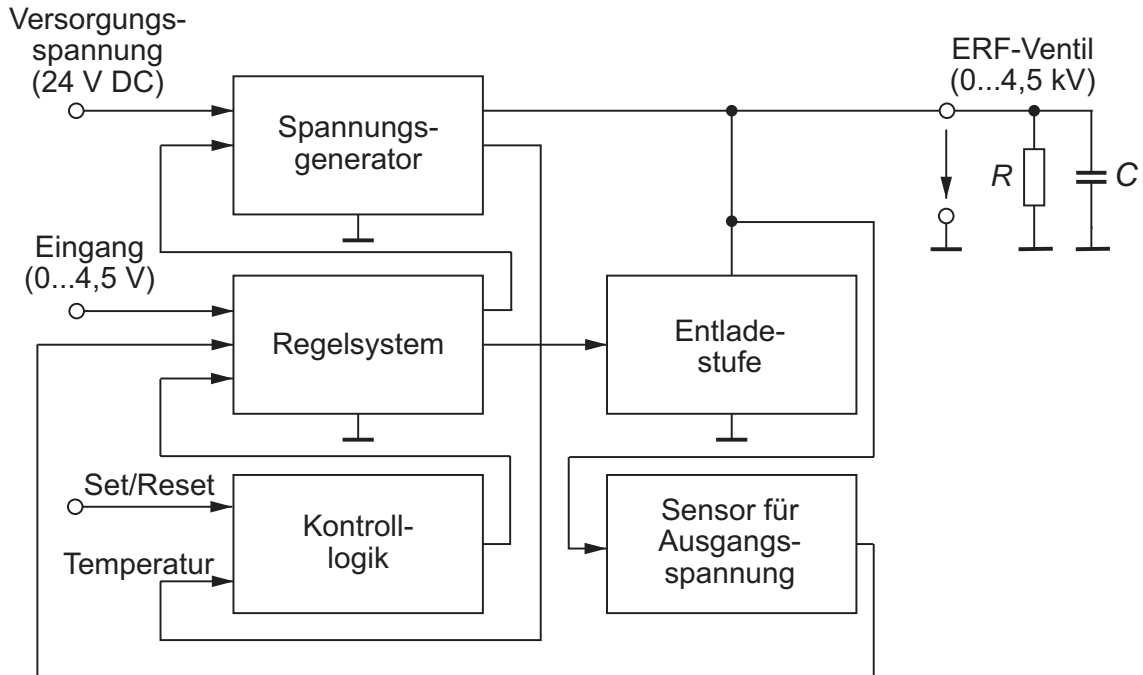 Versorgungs-
spannung
(24 V DC)
ERF-Ventil
(0...4,5 kV)
Spannungs-
generator
R
C
Eingang
(0...4,5 V)
Regelsystem
Entlade-
stufe
Set/Reset
Temperatur
Kontroll-
logik
Sensor für
Ausgangs-
spannung